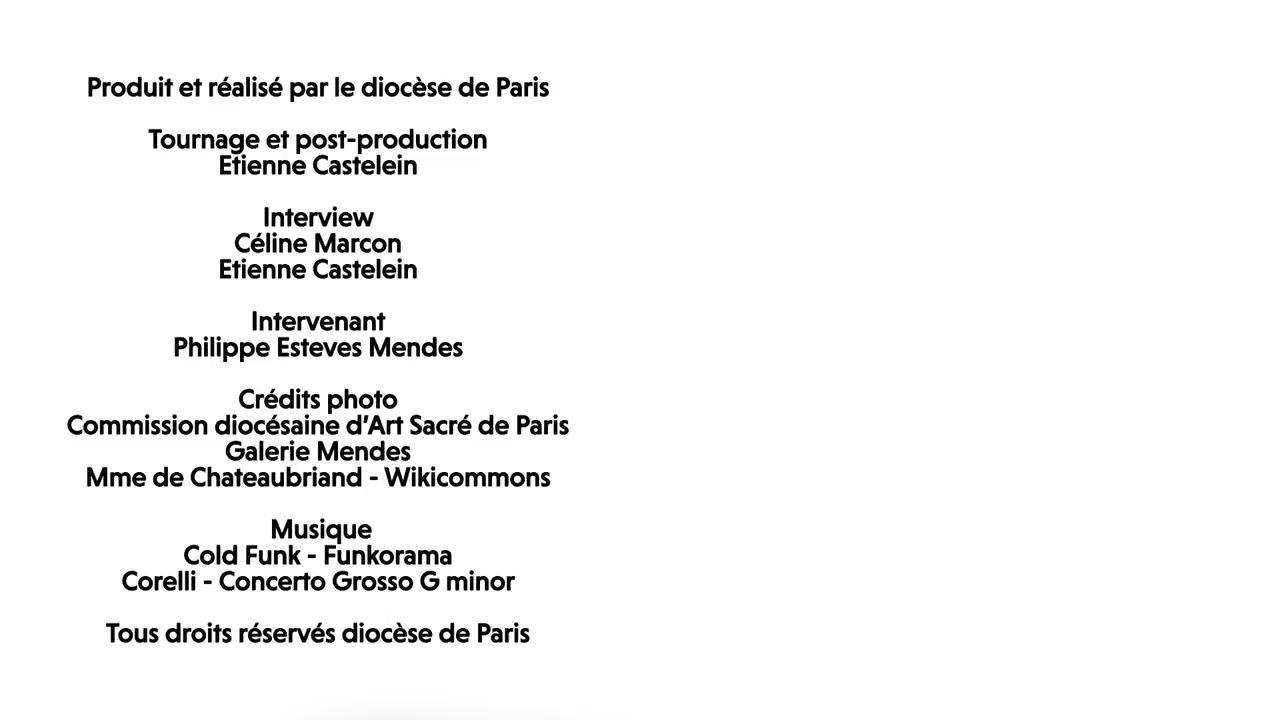 Produit et réalisé par le diocèse de Paris
Tournage et post-production
Etienne Castelein
Interview
Céline Marcon
Etienne Castelein
Intervenant
Philippe Esteves Mendes
Crédits photo
Commission diocésaine d'Art Sacré de Paris
Galerie Mendes
Mme de Chateaubriand - Wikicommons
Musique
Cold Funk - Funkorama
Corelli - Concerto Grosso G minor
Tous droits réservés diocèse de Paris